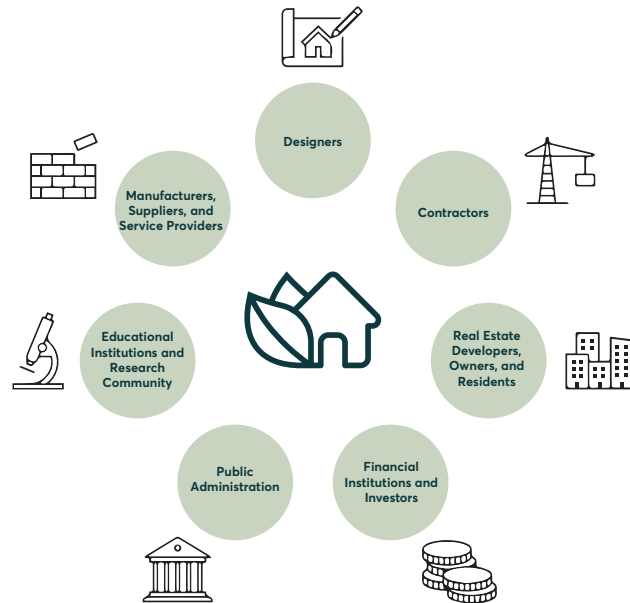 Designers
Contractors
Manufacturers,
Suppliers, and
Service Providers
Real Estate
Developers,
Owners, and
Residents
Educational
Institutions and
Research
Community
Financial
Institutions and
Investors
Public
Administration